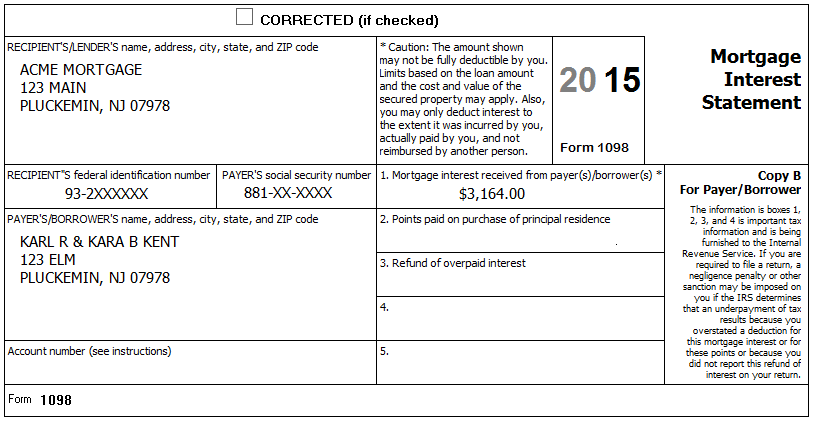 CORRECTED (if checked)
RECIPIENT'S/LENDER'S name, address, city, state, and ZIP code
ACME MORTGAGE
123 MAIN
PLUCKEMIN, NJ 07978
* Caution: The amount shown
may not be fully deductible by you.
Limits based on the loan amount
and the cost and value of the
secured property may apply. Also,
you may only deduct interest to
the extent it was incurred by you,
actually paid by you, and not
reimbursed by another person.
2015
Form 1098
Mortgage
Interest
Statement
RECIPIENT"S federal identification number
93-2XXXXXX
PAYER'S social security number
881-XX-XXXX
1. Mortgage interest received from payer(s)/borrower(s) *
$3,164.00
Copy B
For Payer/Borrower
The information is boxes 1,
2, 3, and 4 is important tax
information and is being
furnished to the Internal
Revenue Service. If you are
required to file a return, a
negligence penalty or other
sanction may be imposed on
you if the IRS determines
that an underpayment of tax
results because you
overstated a deduction for
this mortgage interest or for
these points or because you
did not report this refund of
interest on your return.
PAYER'S/BORROWER'S name, address, city, state, and ZIP code
KARL R & KARA B KENT
123 ELM
PLUCKEMIN, NJ 07978
2. Points paid on purchase of principal residence
.
3. Refund of overpaid interest
4.
Account number (see instructions)
5.
Form 1098